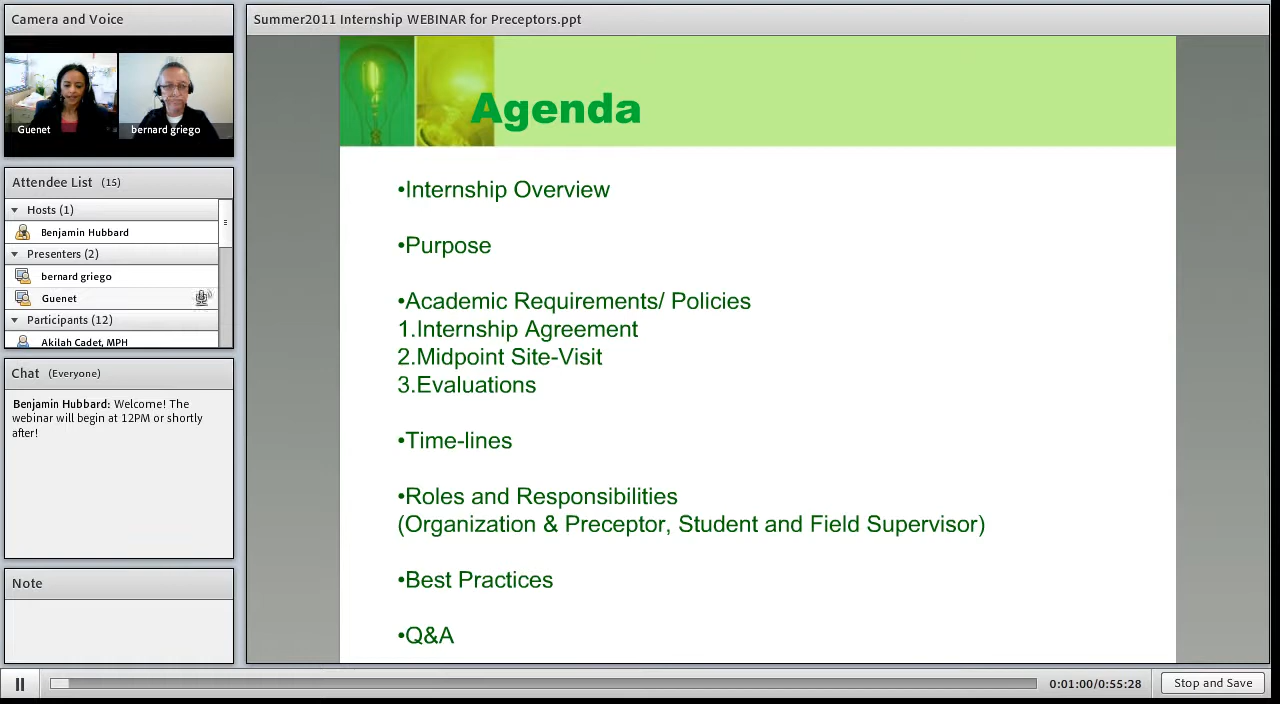 Camera and Voice
Guenet
bernard griego
Attendee List (15)
Hosts (1)
Benjamin Hubbard
Presenters (2)
bernard griego
Guenet
Participants (12)
Akilah Cadet, MPH
Chat (Everyone)
Benjamin Hubbard: Welcome! The
webinar will begin at 12PM or shortly
after!
Note
Summer2011 Internship WEBINAR for Preceptors.ppt
Agenda
•Internship Overview
•Purpose
•Academic Requirements/ Policies
1.Internship Agreement
2.Midpoint Site-Visit
3.Evaluations
•Time-lines
•Roles and Responsibilities
(Organization & Preceptor, Student and Field Supervisor)
•Best Practices
•Q&A
0:01:00/0:55:28
Stop and Save